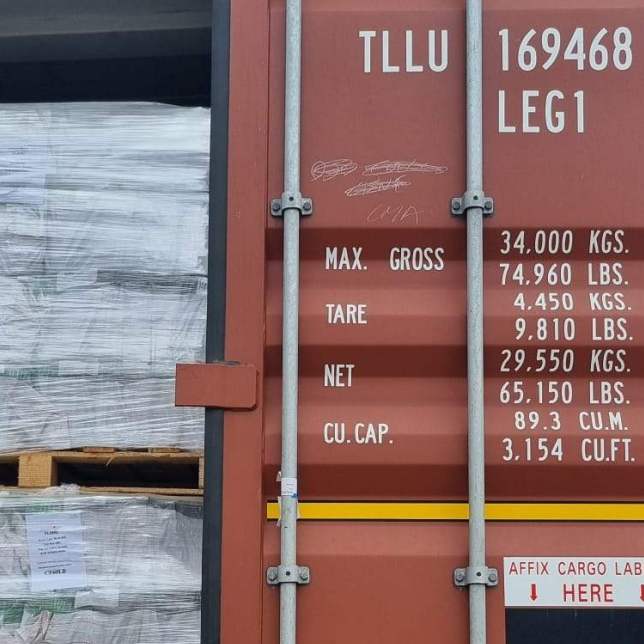 TLLU 169468
LEG1
CMA
MAX. GROSS 34,000 KGS.
74,960 LBS.
TARE 4,450 KGS.
9,810 LBS.
NET 29,550 KGS.
65,150 LBS.
CU.CAP. 89.3 CU.M.
3,154 CU.FT.
AFFIX CARGO LAB
HERE